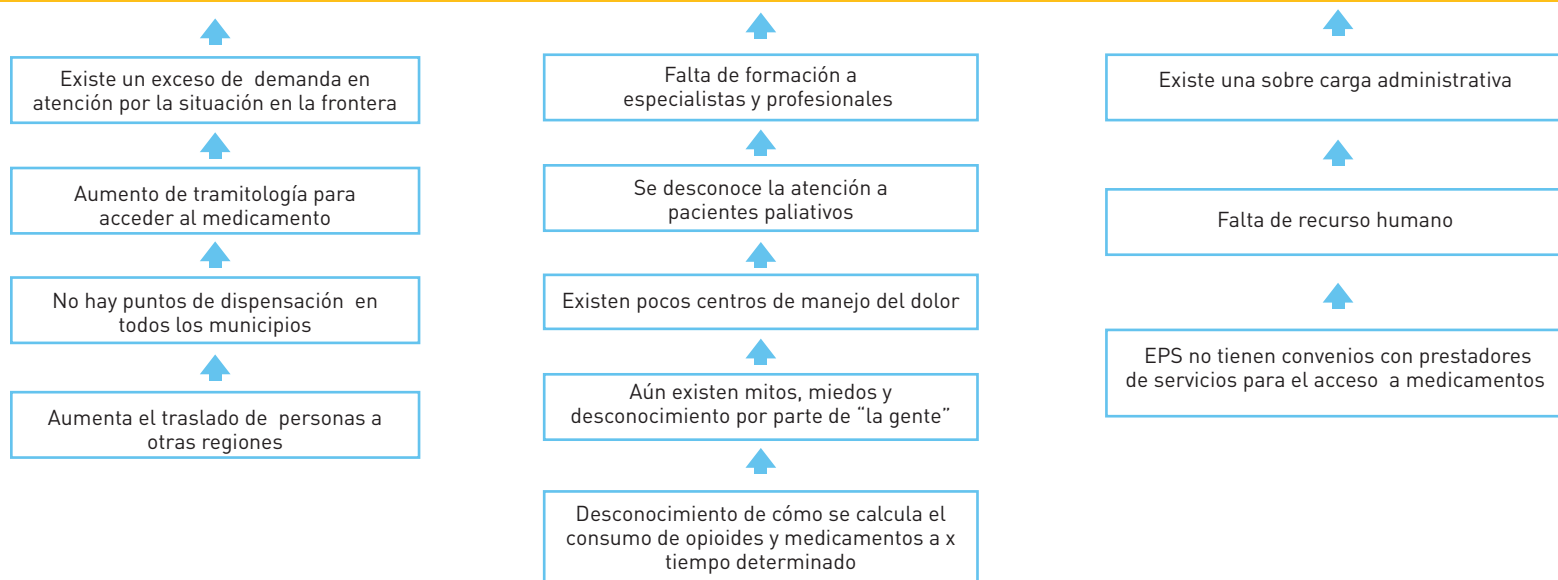 Existe un exceso de demanda en
atención por la situación en la frontera
Aumento de tramitología para
acceder al medicamento
No hay puntos de dispensación en
todos los municipios
Aumenta el traslado de personas a
otras regiones
Falta de formación a
especialistas y profesionales
Se desconoce la atención a
pacientes paliativos
Existen pocos centros de manejo del dolor
Aún existen mitos, miedos y
desconocimiento por parte de “la gente”
Desconocimiento de cómo se calcula el
consumo de opioides y medicamentos a x
tiempo determinado
Existe una sobre carga administrativa
Falta de recurso humano
EPS no tienen convenios con prestadores
de servicios para el acceso a medicamentos